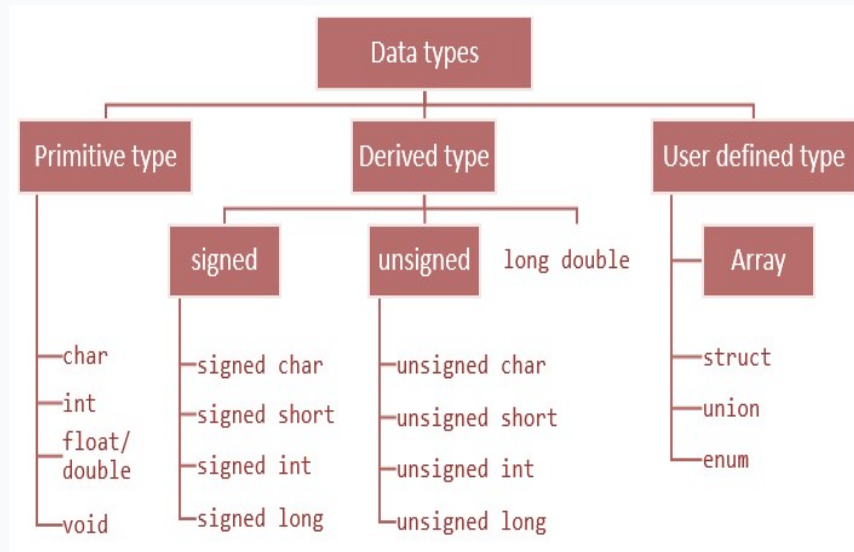 Data types
Primitive type
Derived type
User defined type
signed
unsigned
long double
Array
char
int
float/
double
void
signed char
signed short
signed int
signed long
unsigned char
unsigned short
unsigned int
unsigned long
struct
union
enum